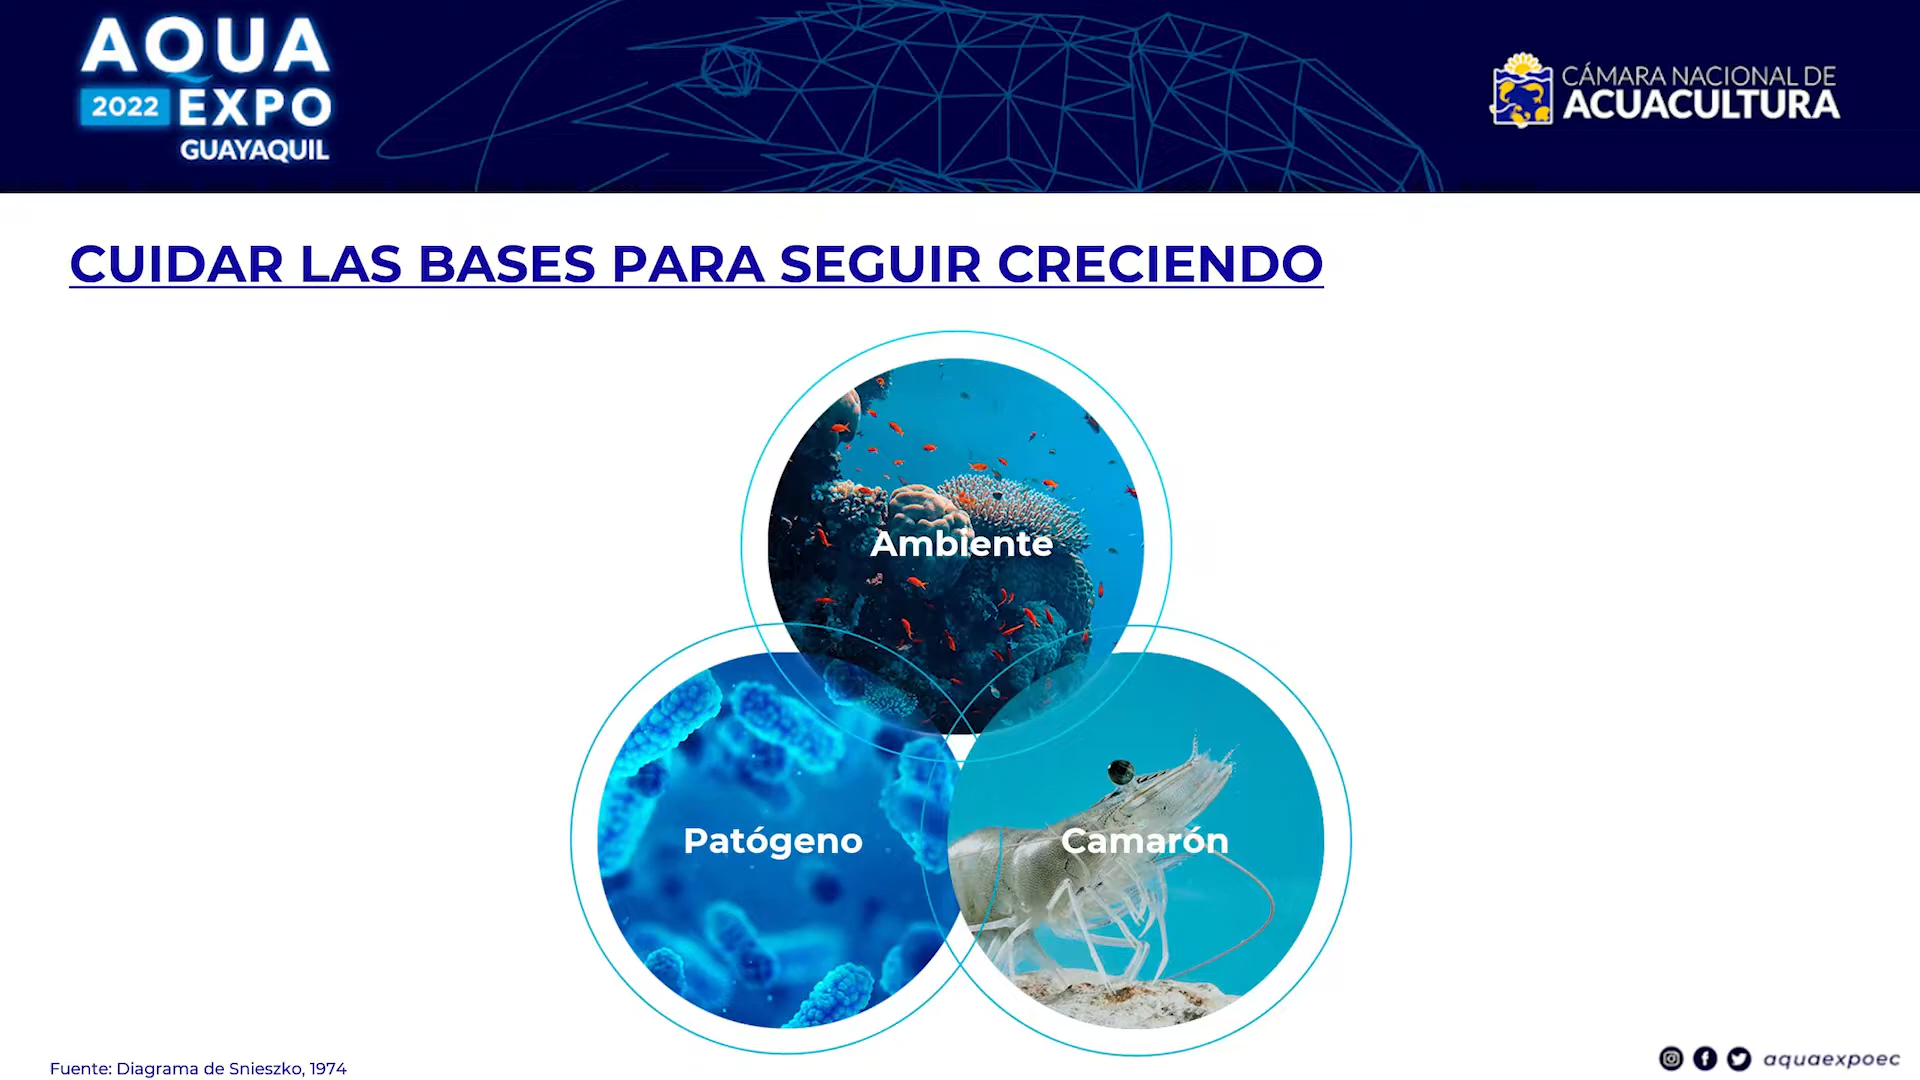 AQUA
2022 EXPO
GUAYAQUIL
CÁMARA NACIONAL DE
ACUACULTURA
CUIDAR LAS BASES PARA SEGUIR CRECIENDO
Ambiente
Patógeno
Camarón
Fuente: Diagrama de Snieszko, 1974
aquaexpoec